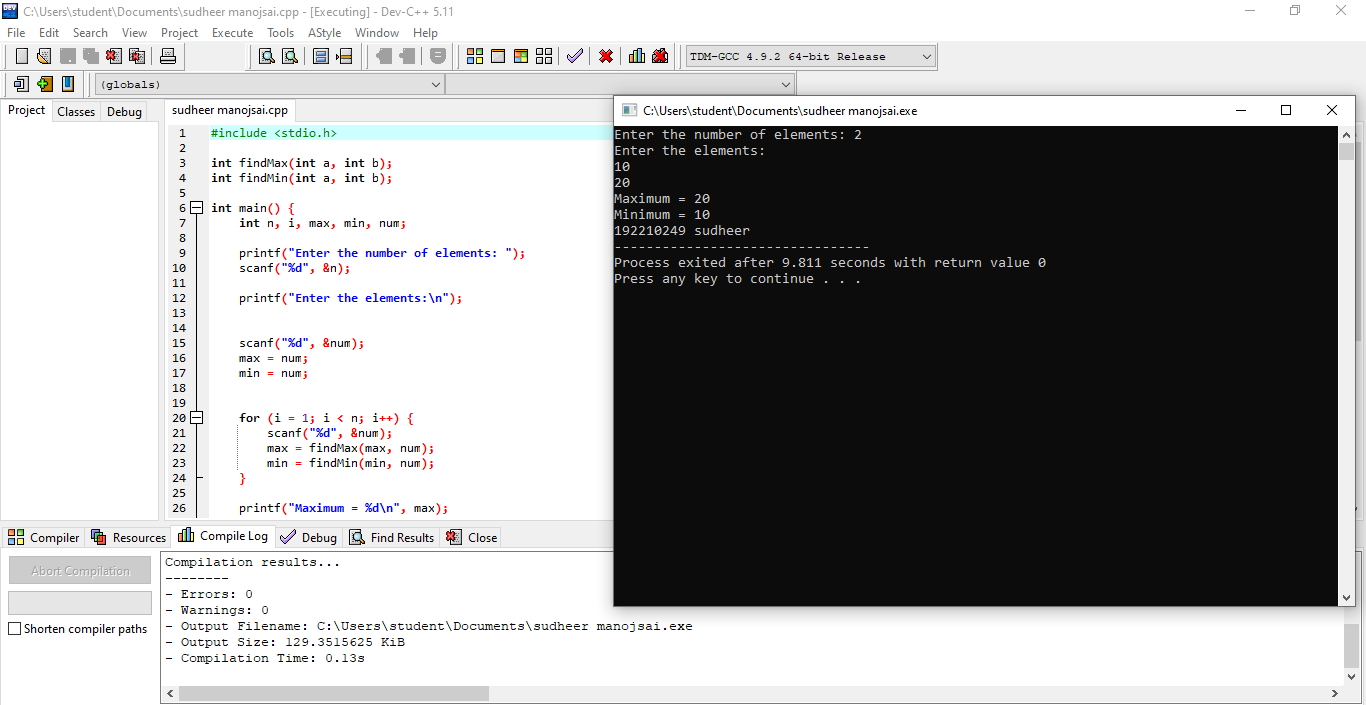 C:\Users\student\Documents\sudheer manojsai.cpp - [Executing] - Dev-C++ 5.11
File Edit Search View Project Execute Tools AStyle Window Help
TDM-GCC 4.9.2 64-bit Release
(globals)
Project Classes Debug
sudheer manojsai.cpp
1 #include <stdio.h>
2
3 int findMax(int a, int b);
4 int findMin(int a, int b);
5
6 int main() {
7 int n, i, max, min, num;
8
9 printf("Enter the number of elements: ");
10 scanf("%d", &n);
11
12 printf("Enter the elements:\n");
13
14
15 scanf("%d", &num);
16 max = num;
17 min = num;
18
19
20 for (i = 1; i < n; i++) {
21 scanf("%d", &num);
22 max = findMax(max, num);
23 min = findMin(min, num);
24 }
25
26 printf("Maximum = %d\n", max);
C:\Users\student\Documents\sudheer manojsai.exe
Enter the number of elements: 2
Enter the elements:
10
20
Maximum = 20
Minimum = 10
192210249 sudheer
--------------------------------
Process exited after 9.811 seconds with return value 0
Press any key to continue . . .
Compiler Resources Compile Log Debug Find Results Close
Abort Compilation
Shorten compiler paths
Compilation results...
--------
- Errors: 0
- Warnings: 0
- Output Filename: C:\Users\student\Documents\sudheer manojsai.exe
- Output Size: 129.3515625 KiB
- Compilation Time: 0.13s